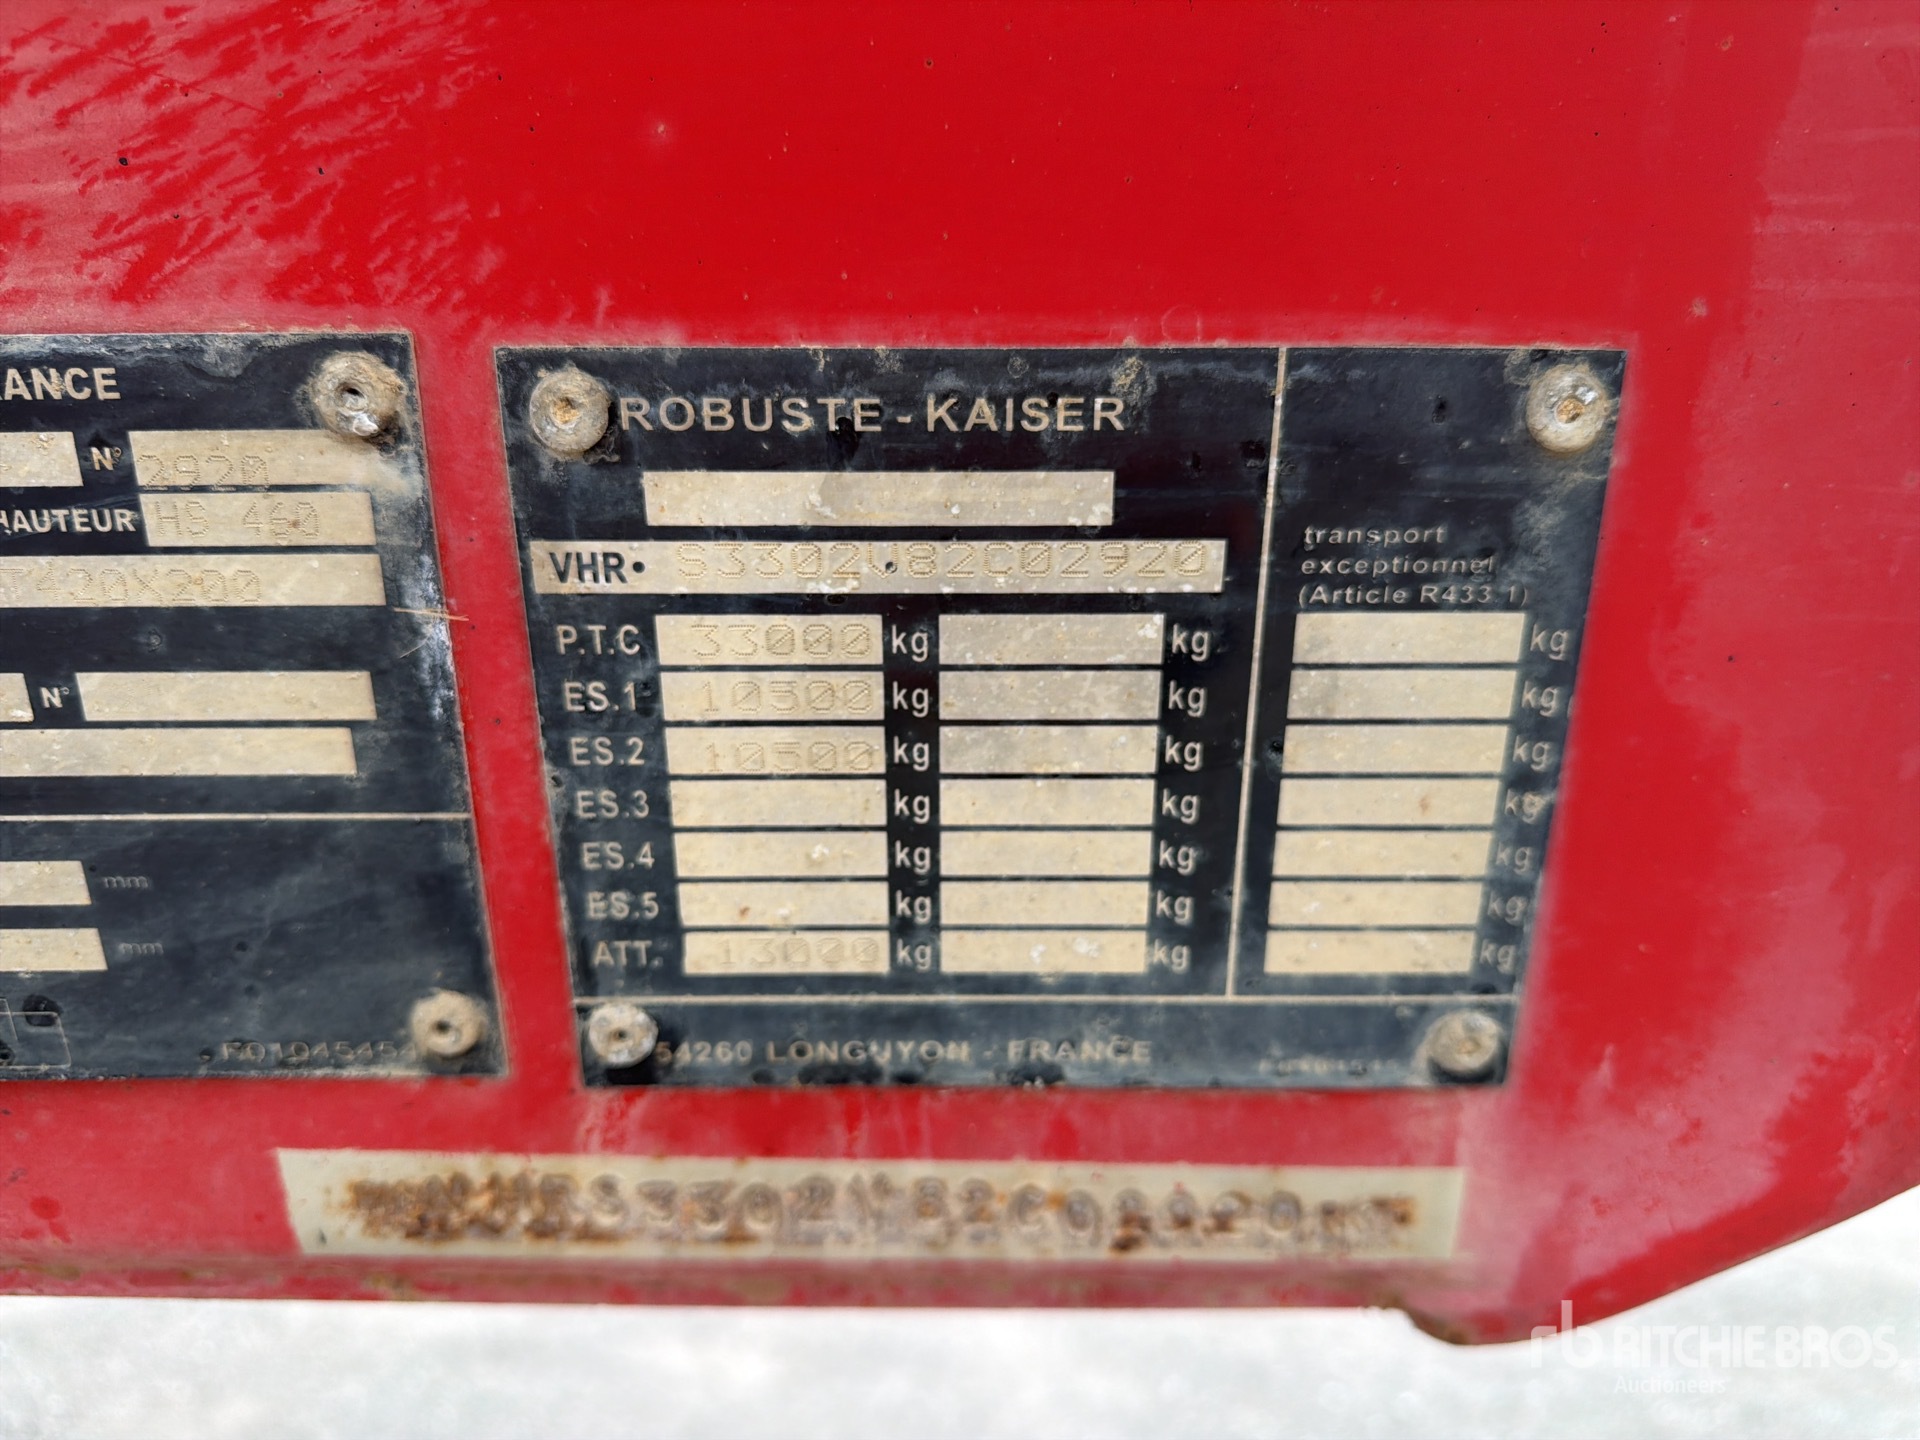 N° 2920
HAUTEUR HS 460
T420X200
N°
mm
mm
ROBUSTE - KAISER
VHR• S3302V82C02920
transport
exceptionnel
(Article R433.1)
P.T.C 33000 kg kg kg
ES.1 10500 kg kg kg
ES.2 10500 kg kg kg
ES.3 kg kg kg
ES.4 kg kg kg
ES.5 kg kg kg
ATT. 13000 kg kg kg
54260 LONGUYON - FRANCE
S3302V82C02920
rb RITCHIE BROS.
Auctioneers